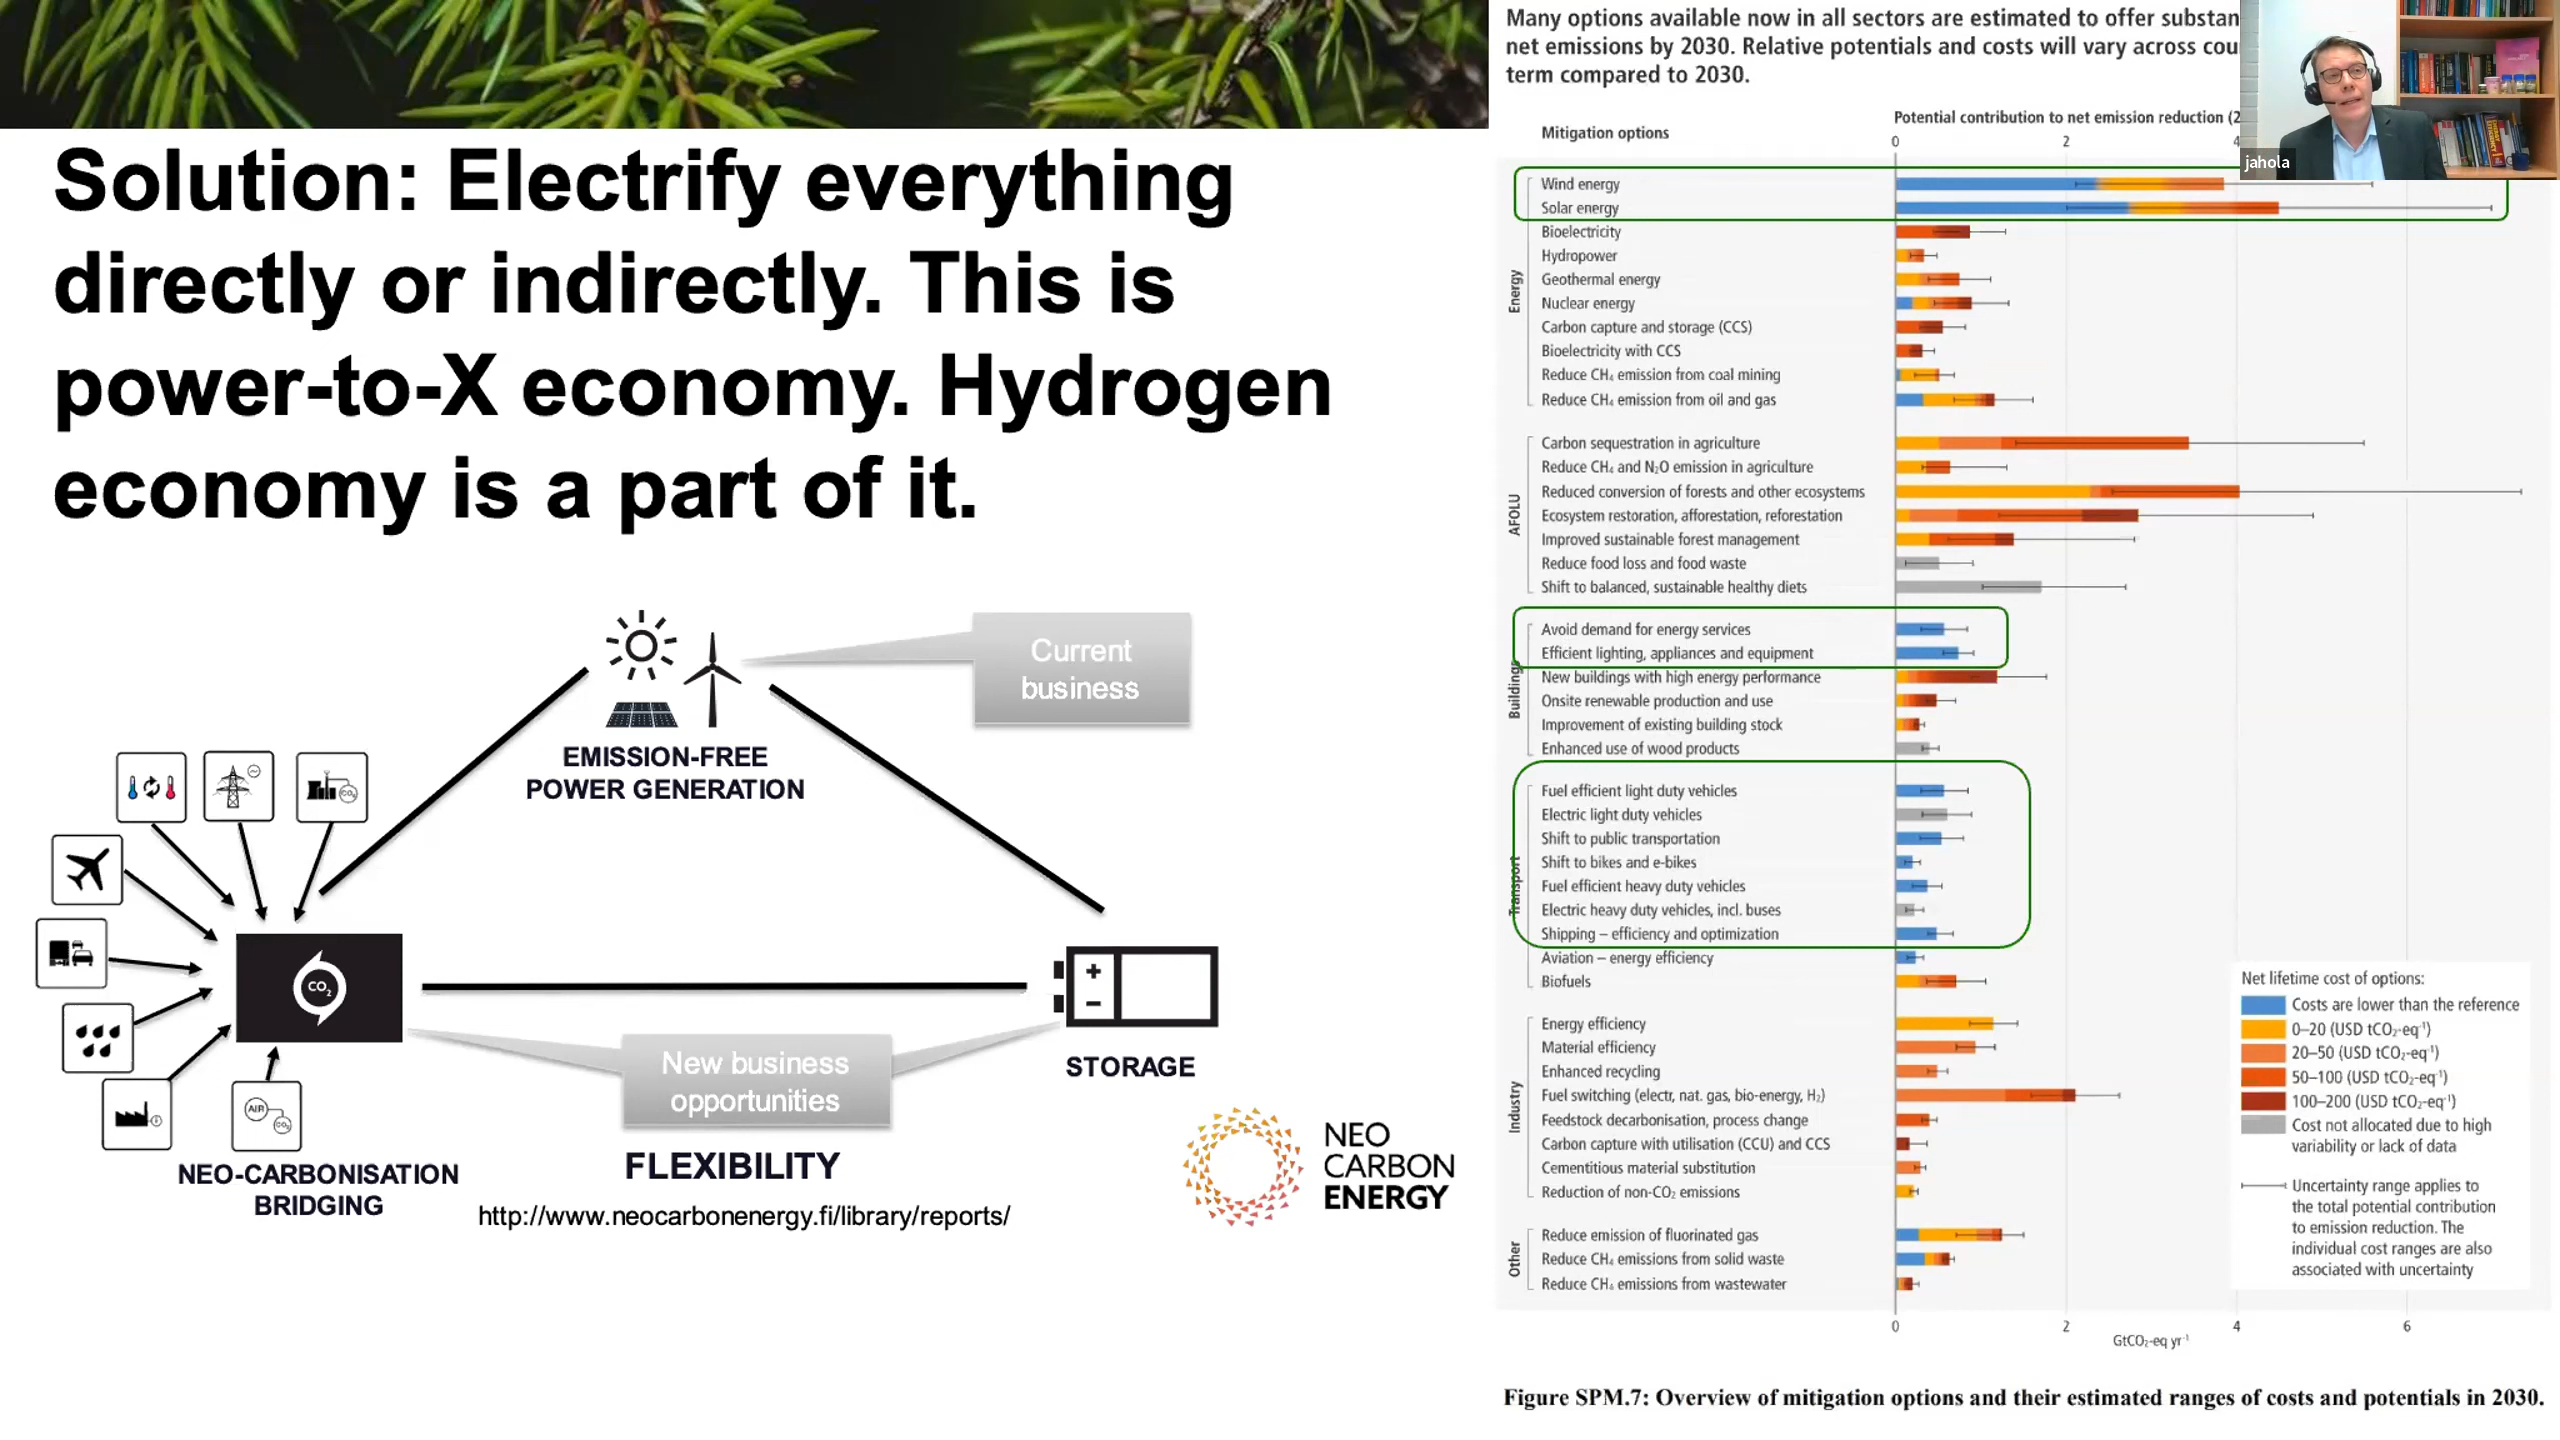 Solution: Electrify everything
directly or indirectly. This is
power-to-X economy. Hydrogen
economy is a part of it.
Current
business
EMISSION-FREE
POWER GENERATION
CO₂
CO₂
AIR
CO₂
+
−
STORAGE
New business
opportunities
NEO-CARBONISATION
BRIDGING
FLEXIBILITY
http://www.neocarbonenergy.fi/library/reports/
NEO
CARBON
ENERGY
Many options available now in all sectors are estimated to offer substan
net emissions by 2030. Relative potentials and costs will vary across cou
term compared to 2030.
jahola
Mitigation options
Potential contribution to net emission reduction (2
0 2 4
Energy
Wind energy
Solar energy
Bioelectricity
Hydropower
Geothermal energy
Nuclear energy
Carbon capture and storage (CCS)
Bioelectricity with CCS
Reduce CH₄ emission from coal mining
Reduce CH₄ emission from oil and gas
AFOLU
Carbon sequestration in agriculture
Reduce CH₄ and N₂O emission in agriculture
Reduced conversion of forests and other ecosystems
Ecosystem restoration, afforestation, reforestation
Improved sustainable forest management
Reduce food loss and food waste
Shift to balanced, sustainable healthy diets
Buildings
Avoid demand for energy services
Efficient lighting, appliances and equipment
New buildings with high energy performance
Onsite renewable production and use
Improvement of existing building stock
Enhanced use of wood products
Transport
Fuel efficient light duty vehicles
Electric light duty vehicles
Shift to public transportation
Shift to bikes and e-bikes
Fuel efficient heavy duty vehicles
Electric heavy duty vehicles, incl. buses
Shipping – efficiency and optimization
Aviation – energy efficiency
Biofuels
Industry
Energy efficiency
Material efficiency
Enhanced recycling
Fuel switching (electr, nat. gas, bio-energy, H₂)
Feedstock decarbonisation, process change
Carbon capture with utilisation (CCU) and CCS
Cementitious material substitution
Reduction of non-CO₂ emissions
Other
Reduce emission of fluorinated gas
Reduce CH₄ emissions from solid waste
Reduce CH₄ emissions from wastewater
Net lifetime cost of options:
Costs are lower than the reference
0–20 (USD tCO₂-eq⁻¹)
20–50 (USD tCO₂-eq⁻¹)
50–100 (USD tCO₂-eq⁻¹)
100–200 (USD tCO₂-eq⁻¹)
Cost not allocated due to high
variability or lack of data
Uncertainty range applies to
the total potential contribution
to emission reduction. The
individual cost ranges are also
associated with uncertainty
0 2 4 6
GtCO₂-eq yr⁻¹
Figure SPM.7: Overview of mitigation options and their estimated ranges of costs and potentials in 2030.